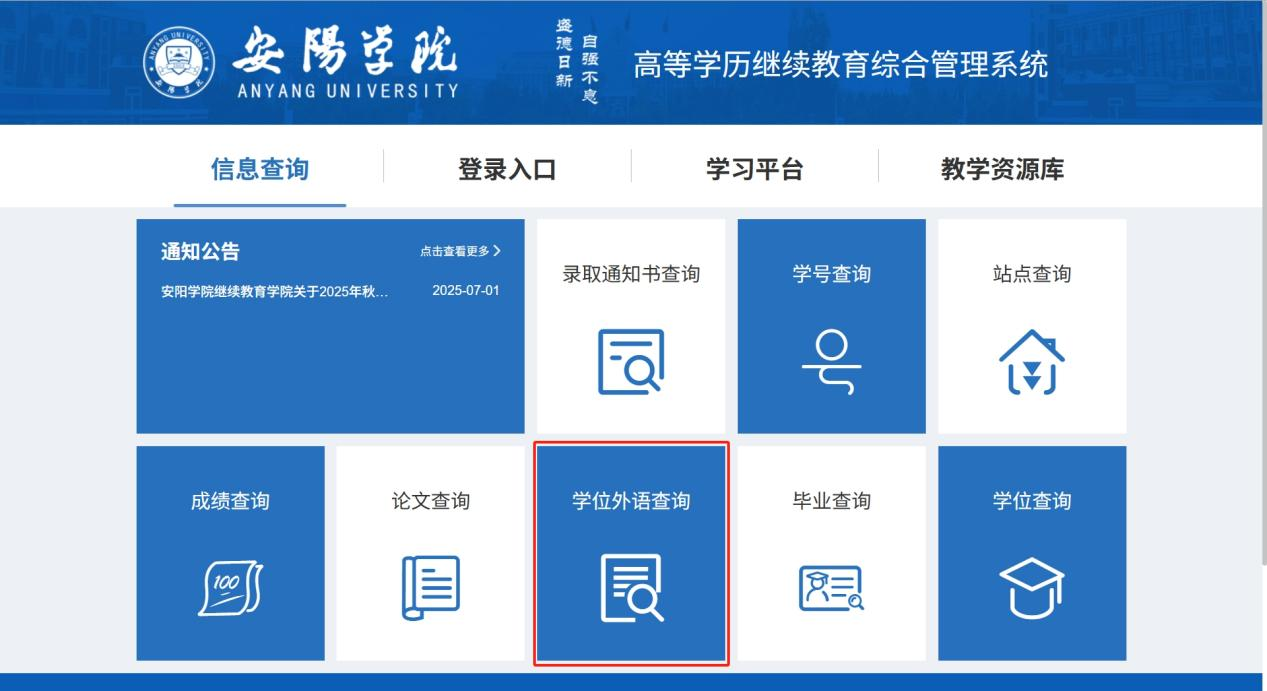 安陽学院
ANYANG UNIVERSITY
盛德日新
自强不息
高等学历继续教育综合管理系统
信息查询
登录入口
学习平台
教学资源库
通知公告
点击查看更多
安阳学院继续教育学院关于2025年秋…
2025-07-01
录取通知书查询
学号查询
站点查询
成绩查询
论文查询
学位外语查询
毕业查询
学位查询
100